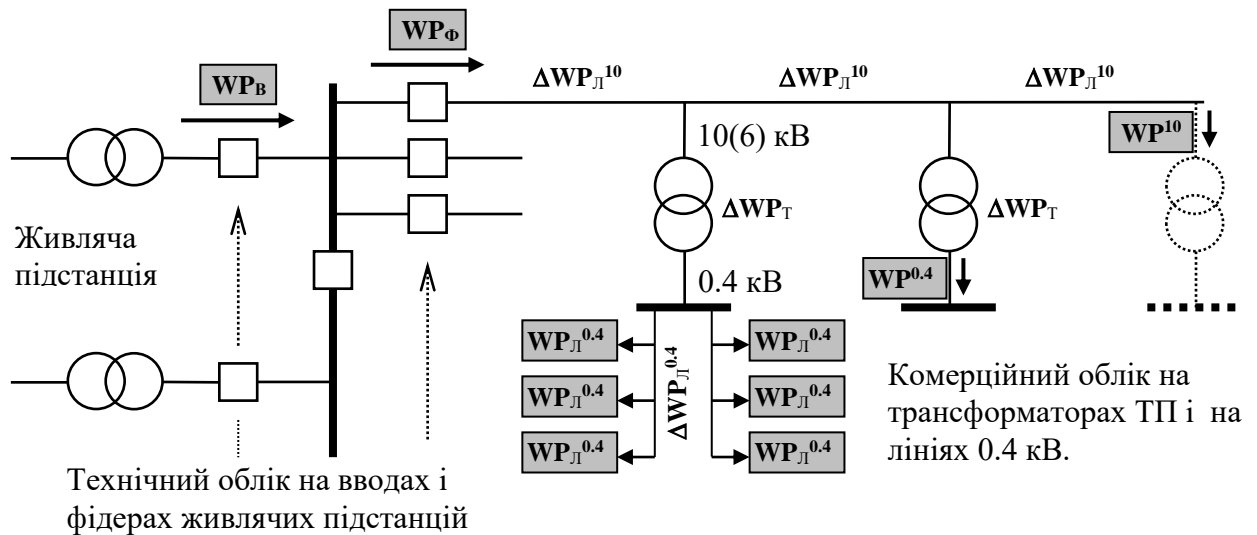 WPФ
WPВ
ΔWPЛ10
ΔWPЛ10
ΔWPЛ10
10(6) кВ
WP10
ΔWPТ
ΔWPТ
Живляча
підстанція
0.4 кВ
WP0.4
WPЛ0.4
WPЛ0.4
WPЛ0.4
WPЛ0.4
WPЛ0.4
WPЛ0.4
ΔWPЛ0.4
Комерційний облік на
трансформаторах ТП і на
лініях 0.4 кВ.
Технічний облік на вводах і
фідерах живлячих підстанцій